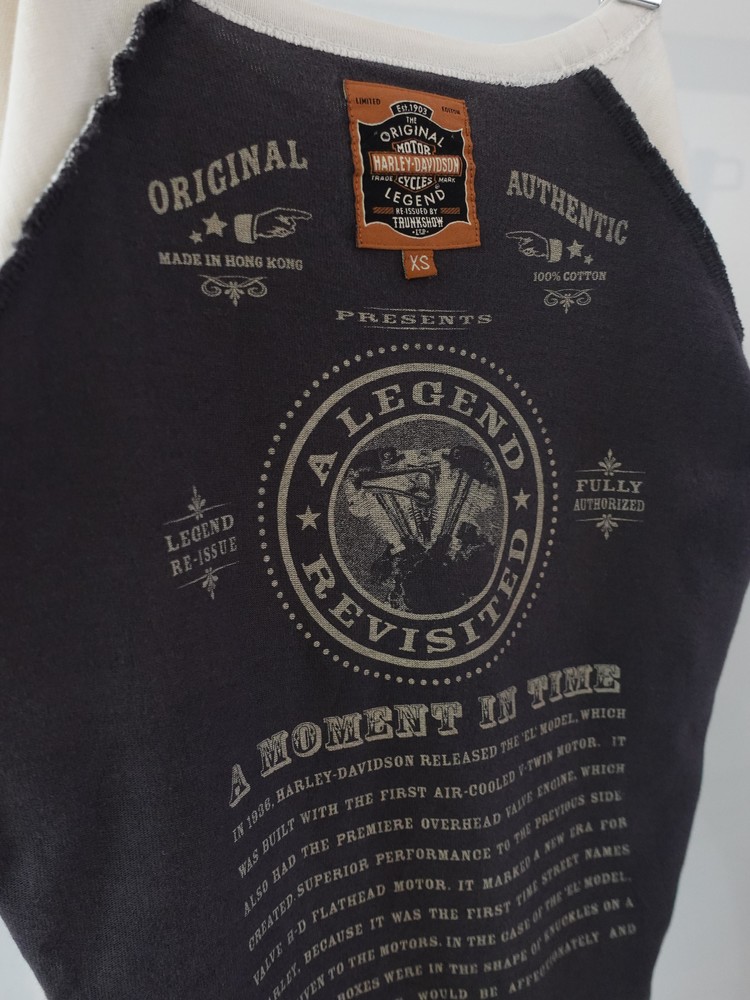 LIMITED EDITION
Est. 1903
THE
ORIGINAL
MOTOR
HARLEY-DAVIDSON
TRADE CYCLES MARK
LEGEND
RE-ISSUED BY
TRUNKSHOW
LTD
XS
ORIGINAL
MADE IN HONG KONG
AUTHENTIC
100% COTTON
PRESENTS
A LEGEND
REVISITED
LEGEND
RE-ISSUE
FULLY
AUTHORIZED
A MOMENT IN TIME
IN 1936, HARLEY-DAVIDSON RELEASED THE 'EL' MODEL, WHICH
WAS BUILT WITH THE FIRST AIR-COOLED V-TWIN MOTOR. IT
ALSO HAD THE PREMIERE OVERHEAD VALVE ENGINE, WHICH
CREATED SUPERIOR PERFORMANCE TO THE PREVIOUS SIDE
VALVE H-D FLATHEAD MOTOR. IT MARKED A NEW ERA FOR
ARLEY, BECAUSE IT WAS THE FIRST TIME STREET NAMES
VEN TO THE MOTORS. IN THE CASE OF THE 'EL' MODEL,
BOXES WERE IN THE SHAPE OF KNUCKLES ON A
WOULD BE AFFECTIONATELY AND